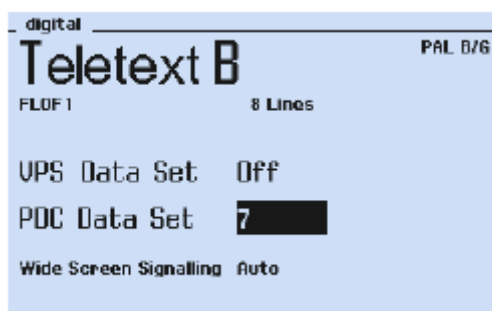 digital
Teletext B PAL B/G
FLOF 1 8 Lines
VPS Data Set Off
PDC Data Set 7
Wide Screen Signalling Auto